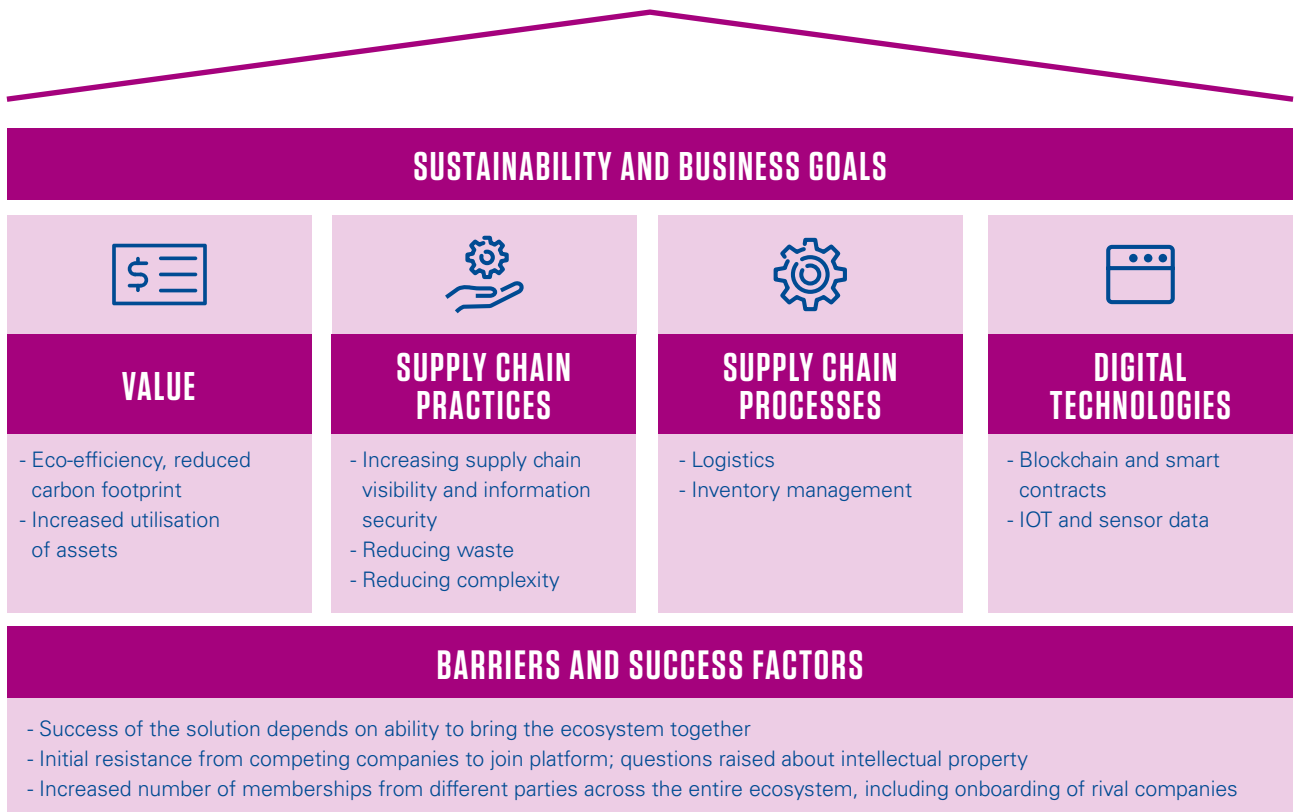 SUSTAINABILITY AND BUSINESS GOALS
$
VALUE
- Eco-efficiency, reduced
carbon footprint
- Increased utilisation
of assets
SUPPLY CHAIN
PRACTICES
- Increasing supply chain
visibility and information
security
- Reducing waste
- Reducing complexity
SUPPLY CHAIN
PROCESSES
- Logistics
- Inventory management
DIGITAL
TECHNOLOGIES
- Blockchain and smart
contracts
- IOT and sensor data
BARRIERS AND SUCCESS FACTORS
- Success of the solution depends on ability to bring the ecosystem together
- Initial resistance from competing companies to join platform; questions raised about intellectual property
- Increased number of memberships from different parties across the entire ecosystem, including onboarding of rival companies